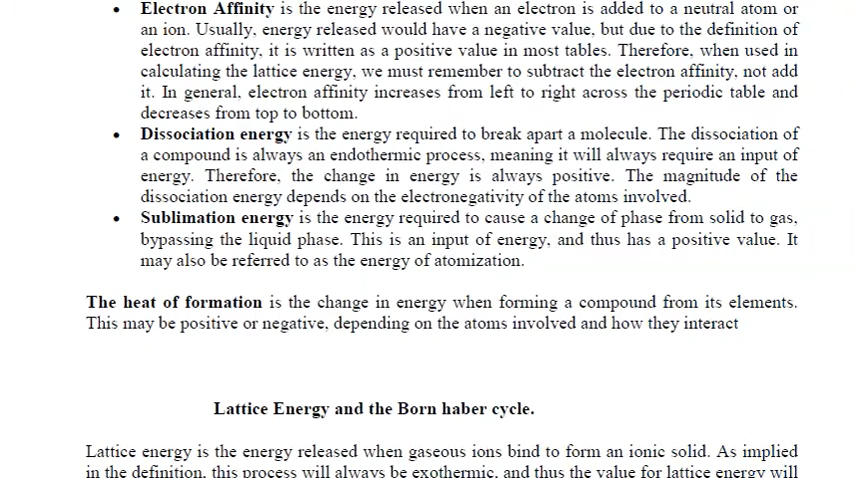 • Electron Affinity is the energy released when an electron is added to a neutral atom or
an ion. Usually, energy released would have a negative value, but due to the definition of
electron affinity, it is written as a positive value in most tables. Therefore, when used in
calculating the lattice energy, we must remember to subtract the electron affinity, not add
it. In general, electron affinity increases from left to right across the periodic table and
decreases from top to bottom.
• Dissociation energy is the energy required to break apart a molecule. The dissociation of
a compound is always an endothermic process, meaning it will always require an input of
energy. Therefore, the change in energy is always positive. The magnitude of the
dissociation energy depends on the electronegativity of the atoms involved.
• Sublimation energy is the energy required to cause a change of phase from solid to gas,
bypassing the liquid phase. This is an input of energy, and thus has a positive value. It
may also be referred to as the energy of atomization.
The heat of formation is the change in energy when forming a compound from its elements.
This may be positive or negative, depending on the atoms involved and how they interact
Lattice Energy and the Born haber cycle.
Lattice energy is the energy released when gaseous ions bind to form an ionic solid. As implied
in the definition, this process will always be exothermic, and thus the value for lattice energy will